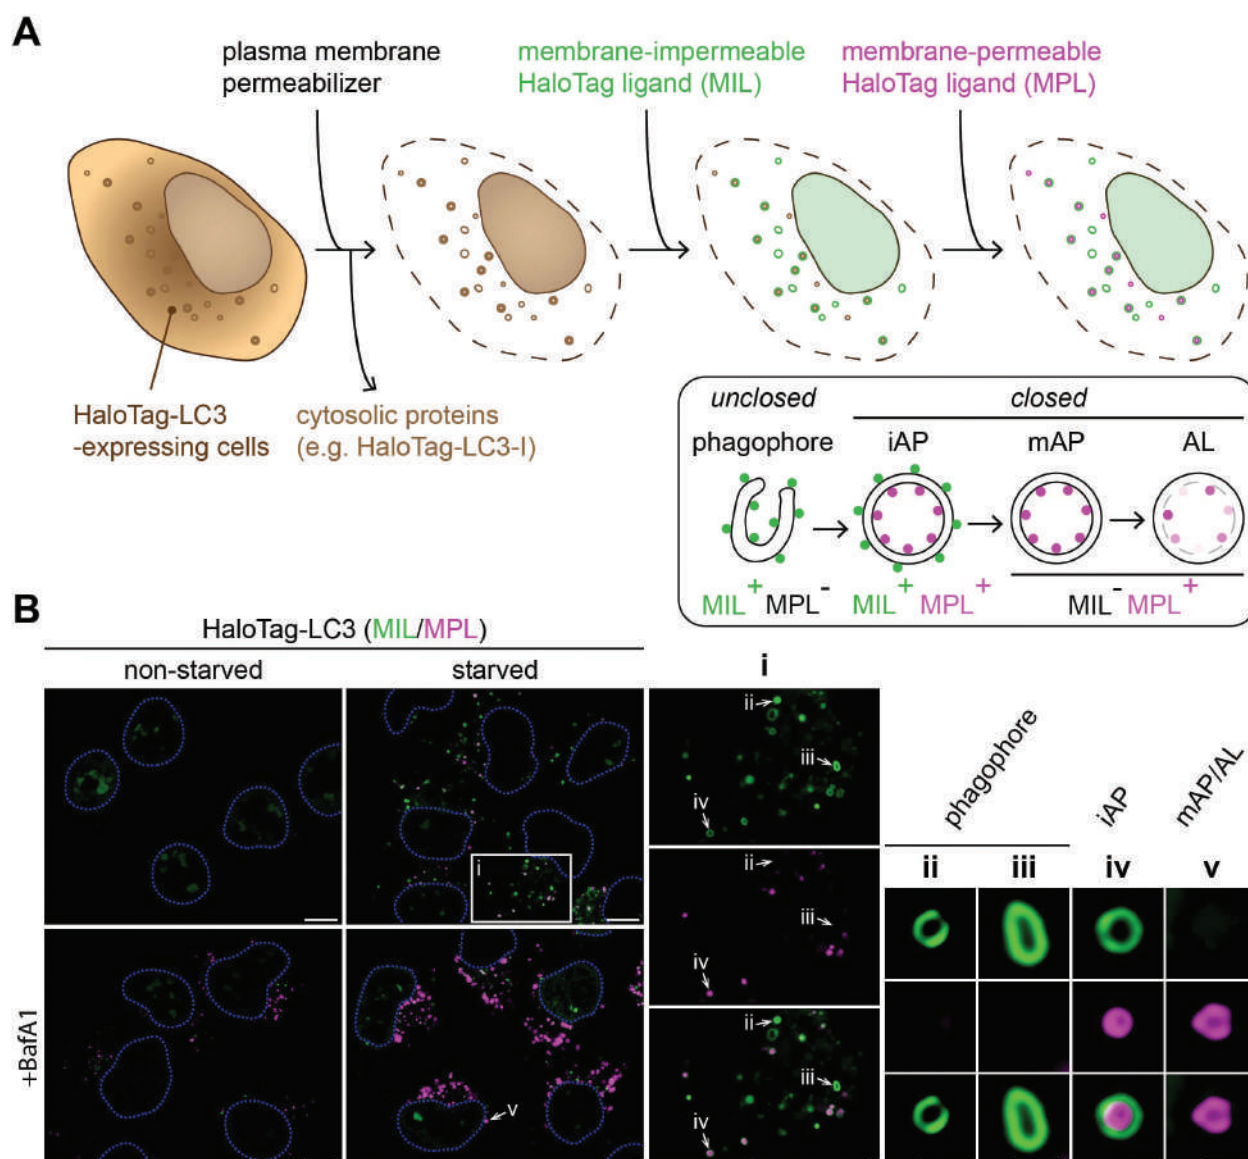 A
plasma membrane
permeabilizer
membrane-impermeable
HaloTag ligand (MIL)
membrane-permeable
HaloTag ligand (MPL)
HaloTag-LC3
-expressing cells
cytosolic proteins
(e.g. HaloTag-LC3-I)
unclosed
closed
phagophore
iAP
mAP
AL
MIL+ MPL-
MIL+ MPL+
MIL- MPL+
B
HaloTag-LC3 (MIL/MPL)
non-starved
starved
i
+BafA1
i
v
ii
iii
iv
ii
iii
iv
ii
iii
iv
phagophore
iAP
mAP/AL
ii
iii
iv
v